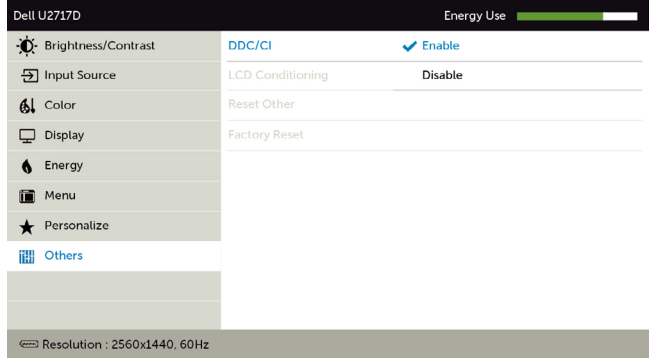 Dell U2717D Energy Use
Brightness/Contrast DDC/CI Enable
Input Source LCD Conditioning Disable
Color Reset Other
Display Factory Reset
Energy
Menu
Personalize
Others
Resolution : 2560x1440, 60Hz